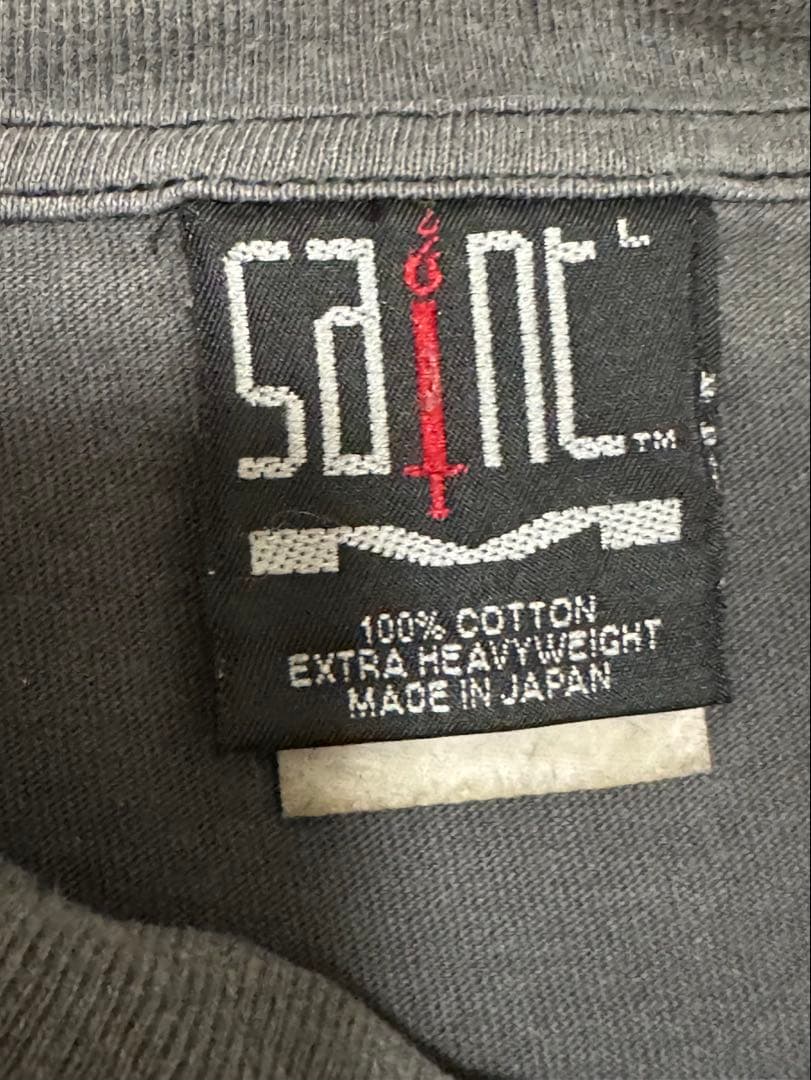 Saint L
TM
100% COTTON
EXTRA HEAVYWEIGHT
MADE IN JAPAN